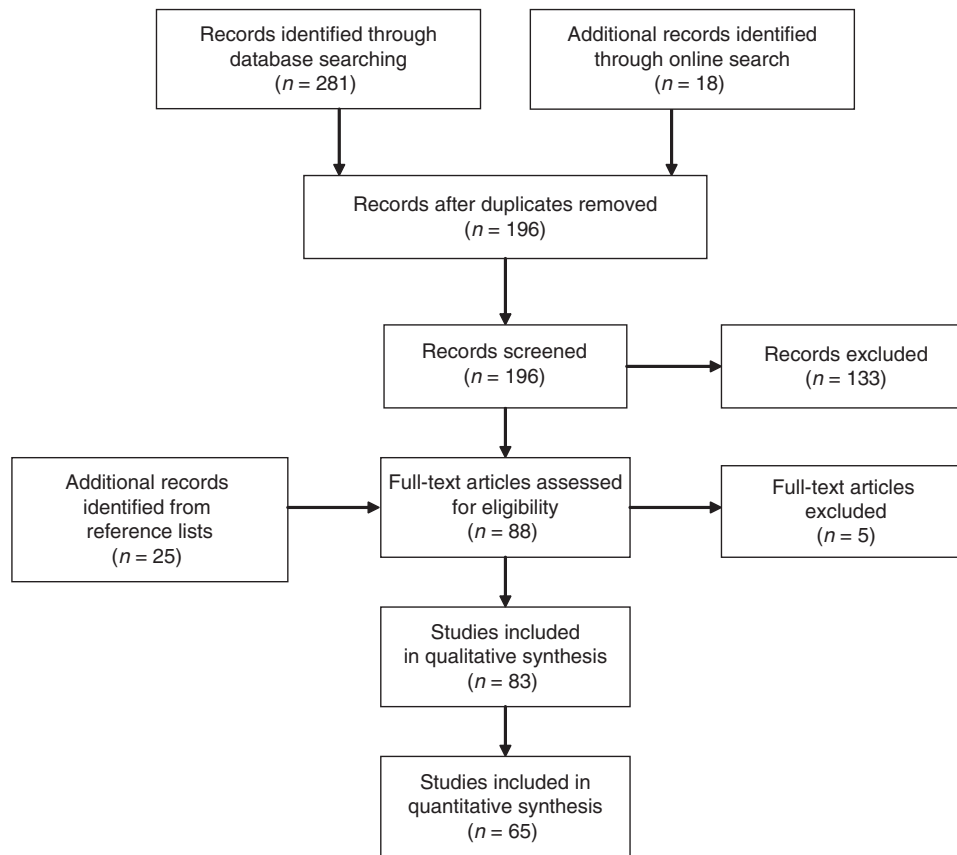 Records identified through
database searching
(n = 281)
Additional records identified
through online search
(n = 18)
Records after duplicates removed
(n = 196)
Records screened
(n = 196)
Records excluded
(n = 133)
Additional records
identified from
reference lists
(n = 25)
Full-text articles assessed
for eligibility
(n = 88)
Full-text articles
excluded
(n = 5)
Studies included
in qualitative synthesis
(n = 83)
Studies included in
quantitative synthesis
(n = 65)